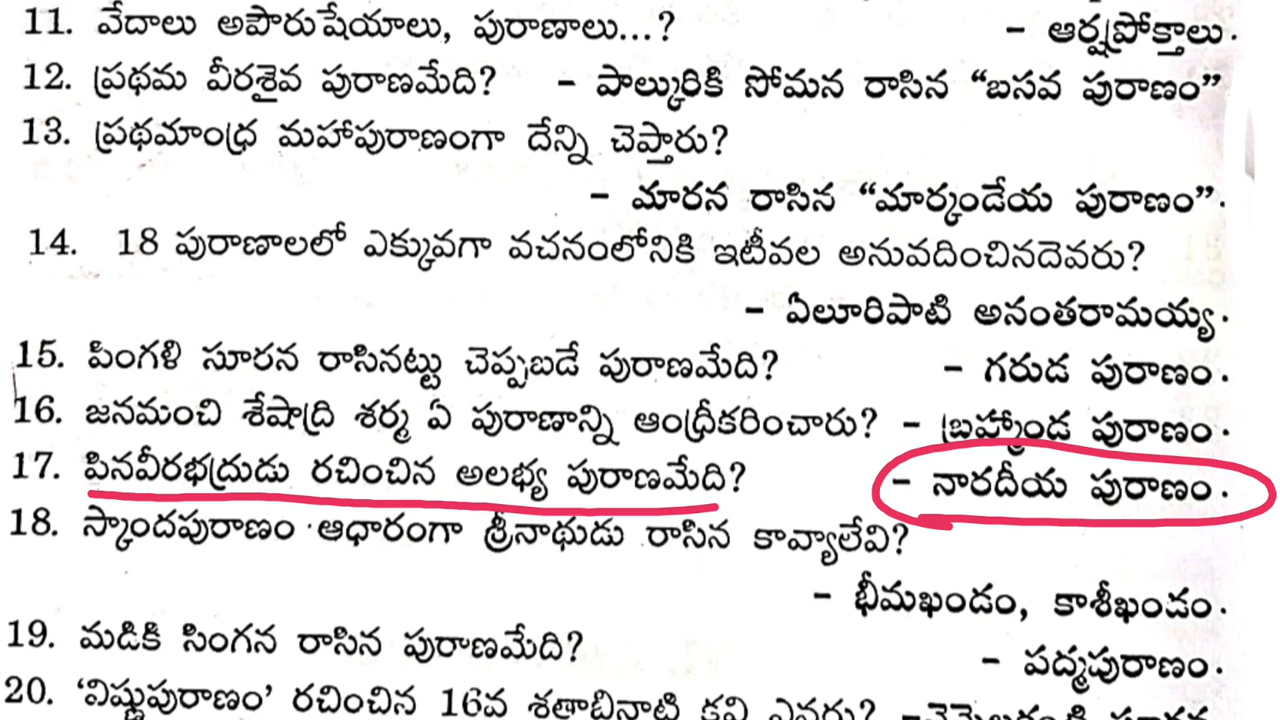 11. వేదాలు అపౌరుషేయాలు, పురాణాలు...? - ఆర్షప్రోక్తాలు.
12. ప్రథమ వీరశైవ పురాణమేది? - పాల్కురికి సోమన రాసిన “బసవ పురాణం”
13. ప్రథమాంధ్ర మహాపురాణంగా దేన్ని చెప్తారు?
- మారన రాసిన “మార్కండేయ పురాణం”.
14. 18 పురాణాలలో ఎక్కువగా వచనంలోనికి ఇటీవల అనువదించినదెవరు?
- ఏలూరిపాటి అనంతరామయ్య.
15. పింగళి సూరన రాసినట్టు చెప్పబడే పురాణమేది? - గరుడ పురాణం.
16. జనమంచి శేషాద్రి శర్మ ఏ పురాణాన్ని ఆంధ్రీకరించారు? - బ్రహ్మాండ పురాణం.
17. పినవీరభద్రుడు రచించిన అలభ్య పురాణమేది? - నారదీయ పురాణం.
18. స్కాందపురాణం ఆధారంగా శ్రీనాథుడు రాసిన కావ్యాలేవి?
- భీమఖండం, కాశీఖండం.
19. మడికి సింగన రాసిన పురాణమేది?
- పద్మపురాణం.
20. ‘విష్ణుపురాణం’ రచించిన 16వ శతాబ్దినాటి కవి ఎవరు? -